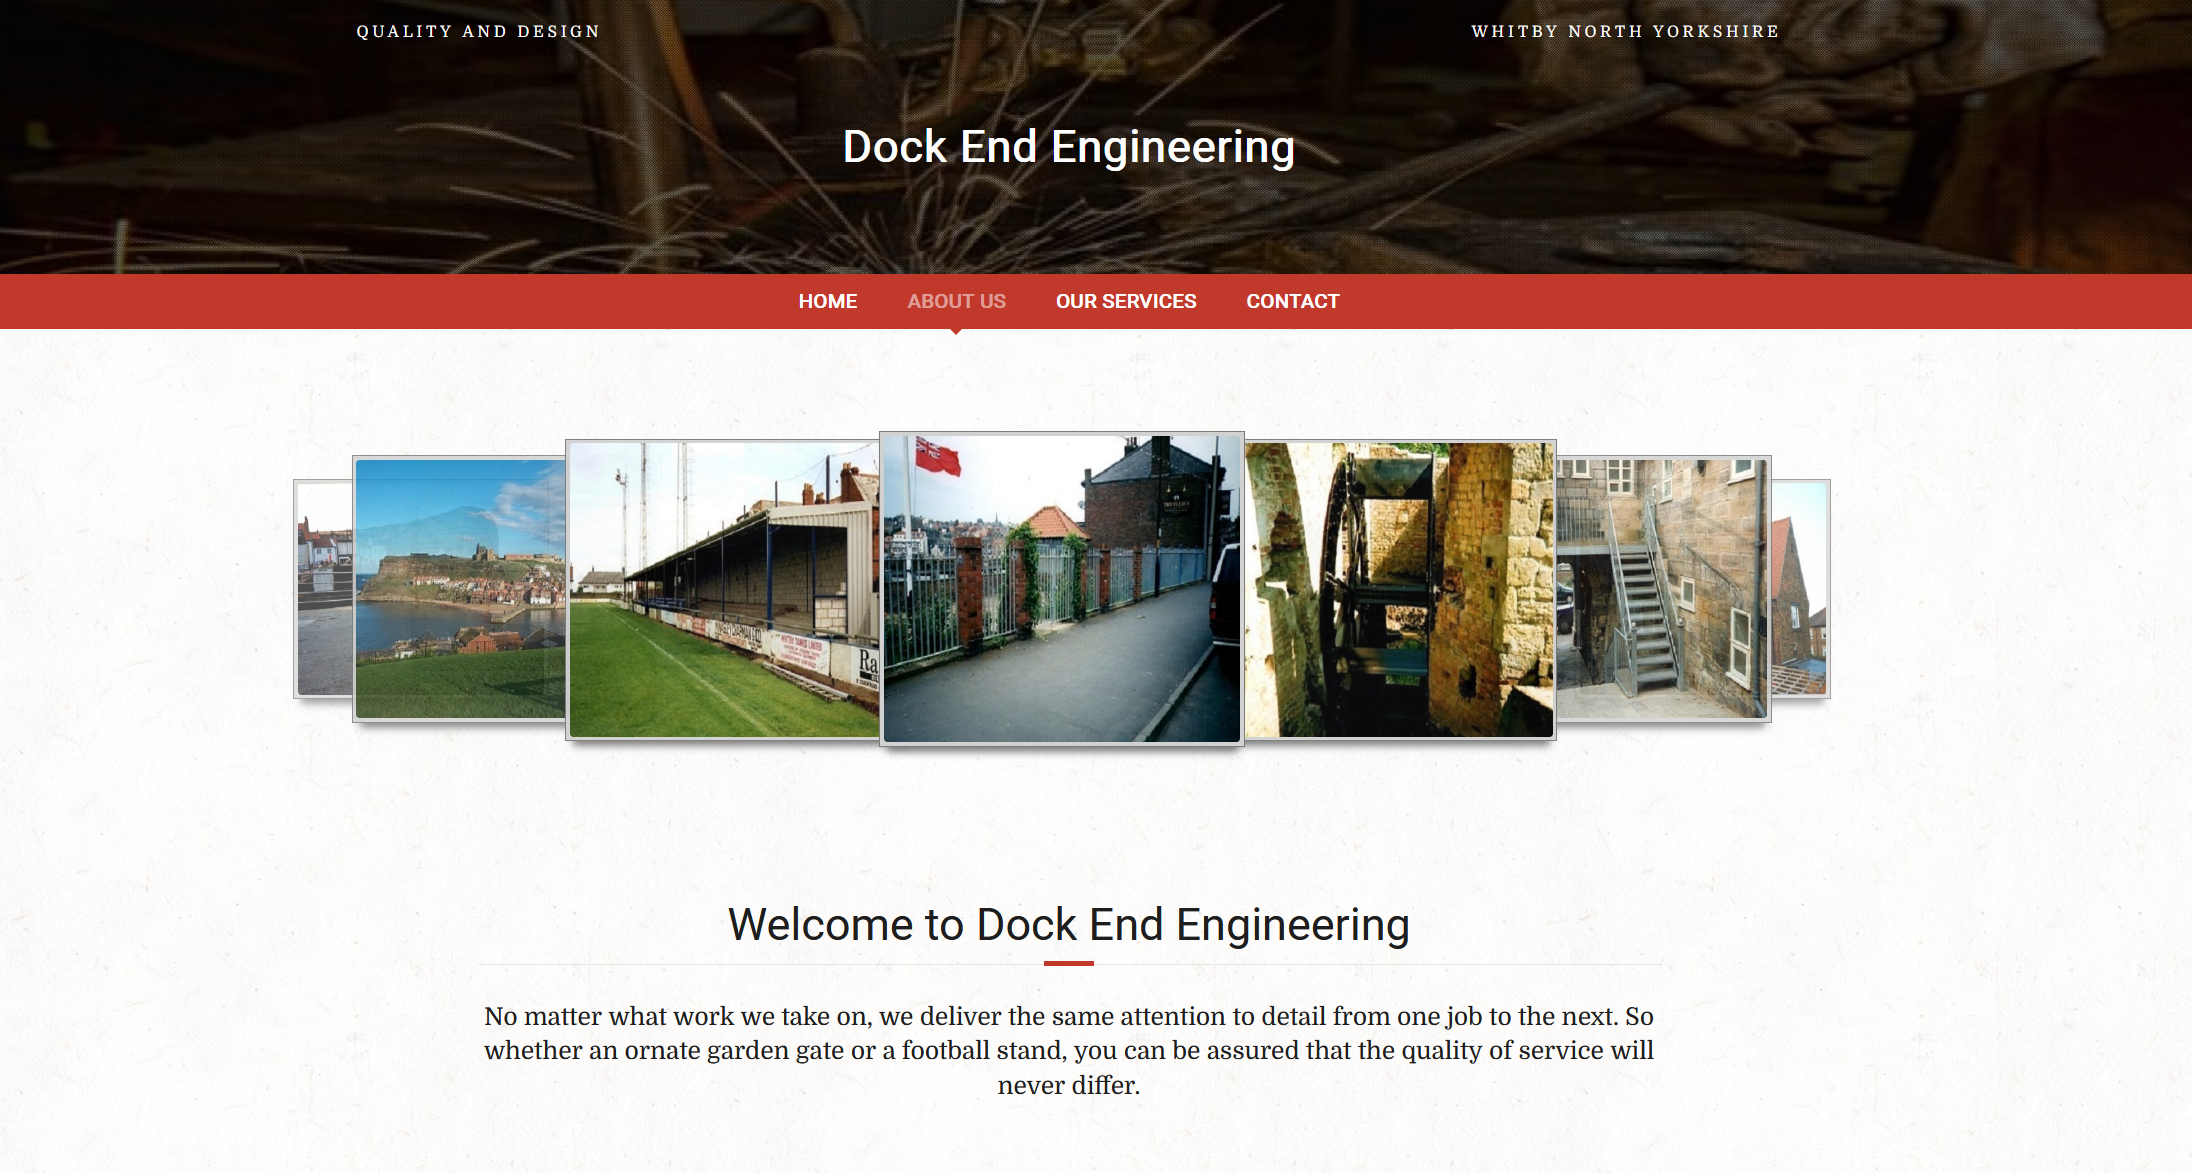 QUALITY AND DESIGN
WHITBY NORTH YORKSHIRE
Dock End Engineering
HOME
ABOUT US
OUR SERVICES
CONTACT
Ra
Welcome to Dock End Engineering
No matter what work we take on, we deliver the same attention to detail from one job to the next. So
whether an ornate garden gate or a football stand, you can be assured that the quality of service will
never differ.